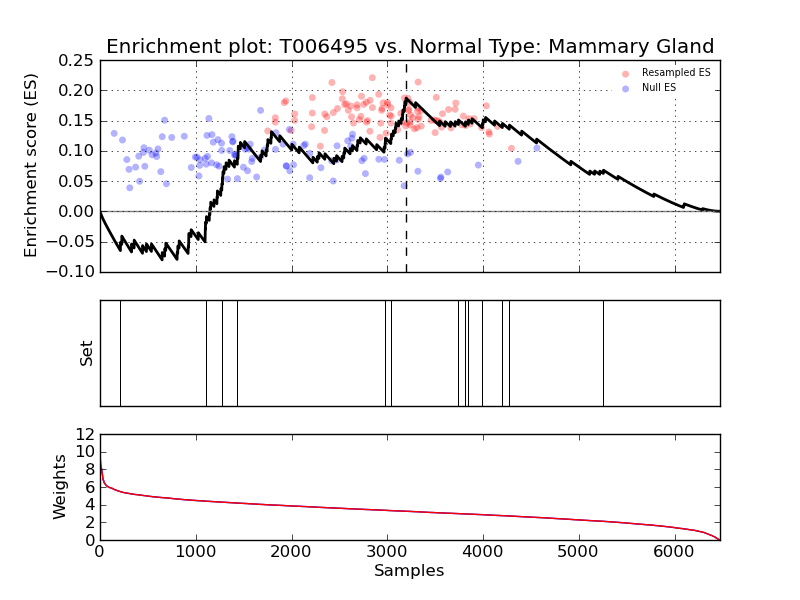 Enrichment plot: T006495 vs. Normal Type: Mammary Gland
Enrichment score (ES)
0.25
0.20
0.15
0.10
0.05
0.00
−0.05
−0.10
Resampled ES
Null ES
Set
Weights
12
10
8
6
4
2
0
0 1000 2000 3000 4000 5000 6000
Samples